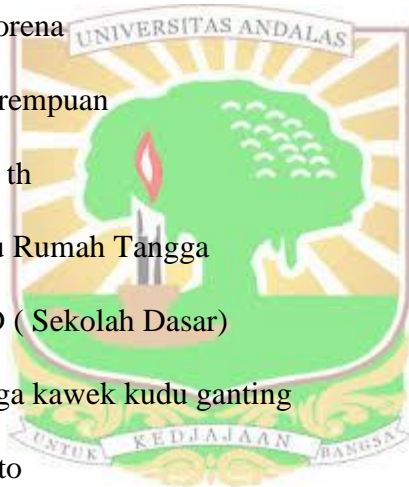 orena
UNIVERSITAS ANDALAS
rempuan
th
u Rumah Tangga
( Sekolah Dasar)
ga kawek kudu ganting
UNTUK KEDJAJAAN BANGSA
to